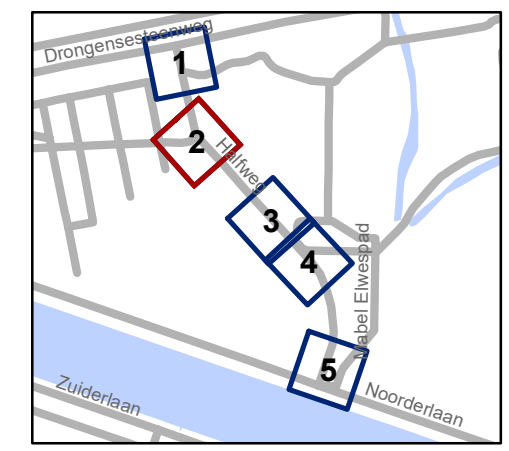 Drongensesteenweg
1
2
Halfweg
3
4
Mabel Elwespad
5
Zuiderlaan
Noorderlaan